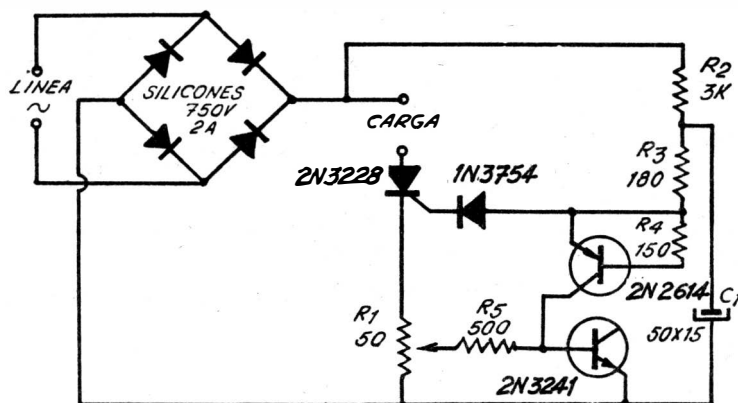 LINEA
~
SILICONES
750V
2A
CARGA
R2
3K
2N3228
1N3754
R3
180
R4
150
2N2614
C1
50X15
R1
50
R5
500
2N3241